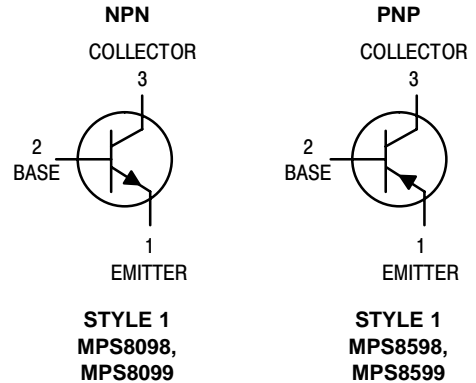 NPN
COLLECTOR
3
2
BASE
1
EMITTER
STYLE 1
MPS8098,
MPS8099
PNP
COLLECTOR
3
2
BASE
1
EMITTER
STYLE 1
MPS8598,
MPS8599